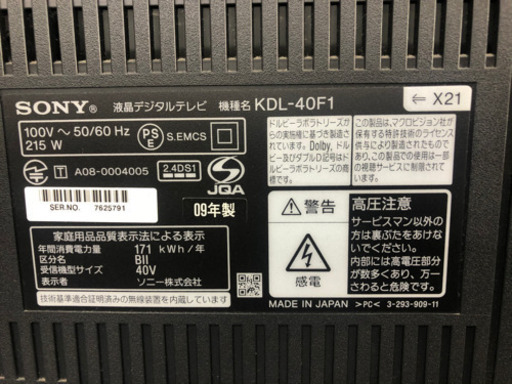 SONY® 液晶デジタルテレビ 機種名 KDL-40F1
⇐ X21
100V ～ 50/60 Hz
215 W
PSE S.EMCS
T A08-0004005 2.4DS1 JQA
SER.NO. 7625791
09年製
家庭用品品質表示法による表示
年間消費電力量 171 kWh/年
区分名 BII
受信機型サイズ 40V
表示者 ソニー株式会社
技術基準適合証明済みの無線装置を内蔵しています
ドルビーラボラトリーズからの実施権に基づき製造されています。Dolby、ドルビー及びダブルD記号はドルビーラボラトリーズの商標です。
この製品は、マクロビジョン社が保有する特許技術のライセンスの供与により製造されたものであり、この製品での使用は一部の視聴サービスに制限されています。
警告
感電
高圧注意
サービスマン以外の
方は裏ぶたをあけな
いでください。
内部には高電圧部分
が数多くあり、万一
さわると危険です。
MADE IN JAPAN >PC< 3-293-909-11